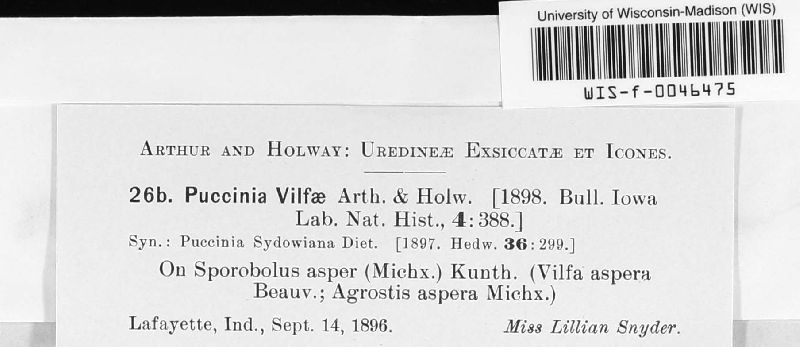 University of Wisconsin-Madison (WIS)
WIS-f-0046475
ARTHUR AND HOLWAY: UREDINEÆ EXSICCATÆ ET ICONES.
26b. Puccinia Vilfæ Arth. & Holw. [1898. Bull. Iowa
Lab. Nat. Hist., 4:388.]
Syn.: Puccinia Sydowiana Diet. [1897. Hedw. 36:299.]
On Sporobolus asper (Michx.) Kunth. (Vilfa aspera
Beauv.; Agrostis aspera Michx.)
Lafayette, Ind., Sept. 14, 1896. Miss Lillian Snyder.